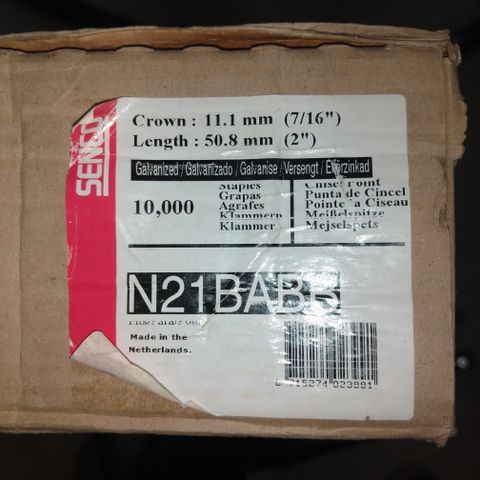 SENCO
Crown : 11.1 mm (7/16")
Length : 50.8 mm (2")
Galvanized / Galvanizado / Galvanise / Versengt / Elforzinkad
10,000
Staples
Grapas
Agrafes
Klammern
Klammer
Chisel Point
Punta de Cincel
Pointe `a Ciseau
Meißelspitze
Mejselspets
N21BABR
Made in the
Netherlands.